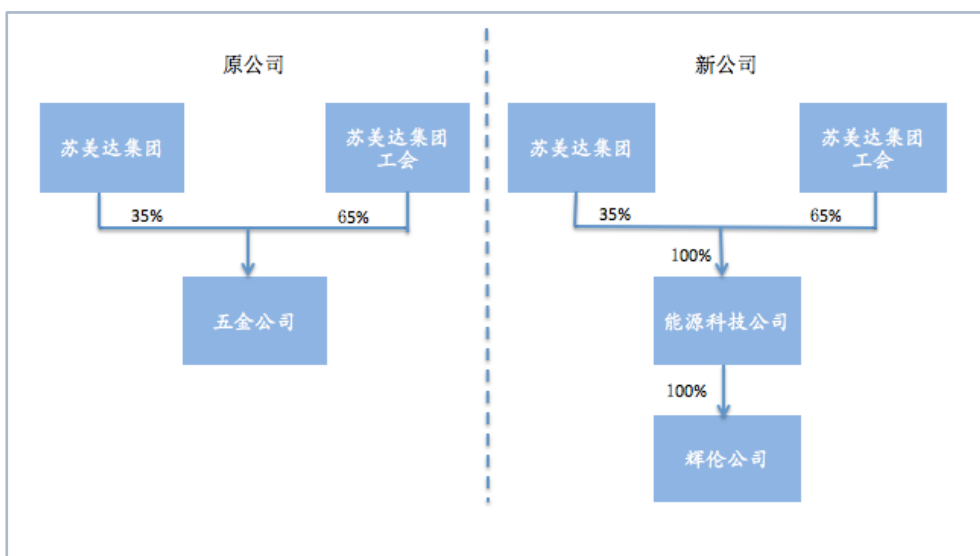 原公司
新公司
苏美达集团
苏美达集团
工会
苏美达集团
苏美达集团
工会
35%
65%
35%
65%
100%
五金公司
能源科技公司
100%
辉伦公司